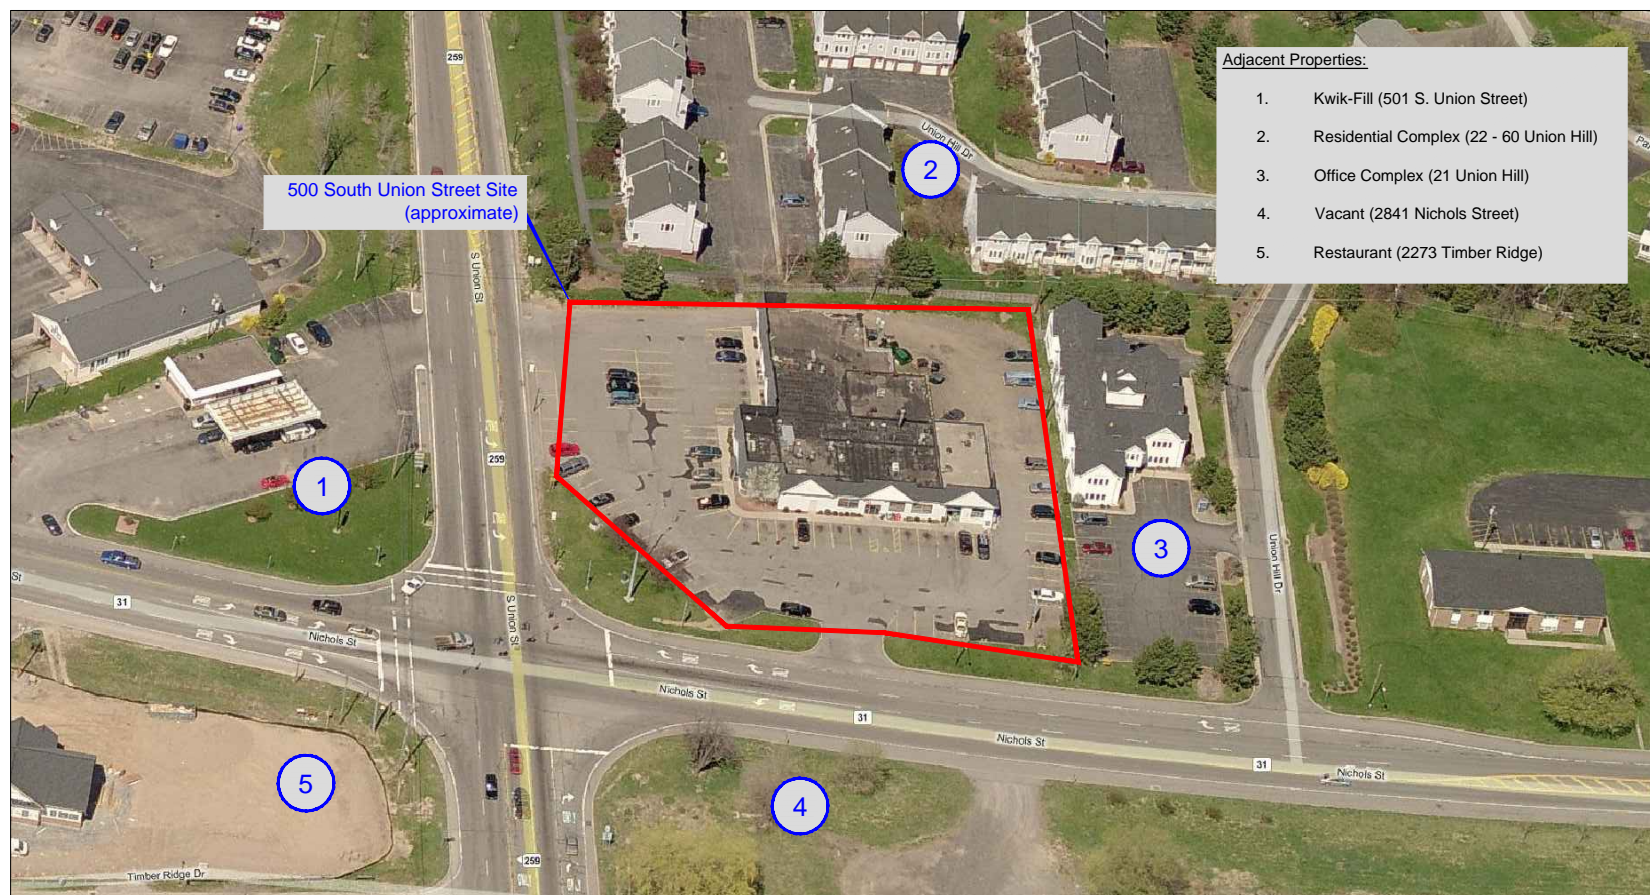 Adjacent Properties:
1. Kwik-Fill (501 S. Union Street)
2. Residential Complex (22 - 60 Union Hill)
3. Office Complex (21 Union Hill)
4. Vacant (2841 Nichols Street)
5. Restaurant (2273 Timber Ridge)
259
Union Hill Dr
2
500 South Union Street Site
(approximate)
S Union St
259
1
3
Union Hill Dr
St
31
Nichols St
S Union St
Nichols St
31
Nichols St
31
Nichols St
5
4
259
Timber Ridge Dr